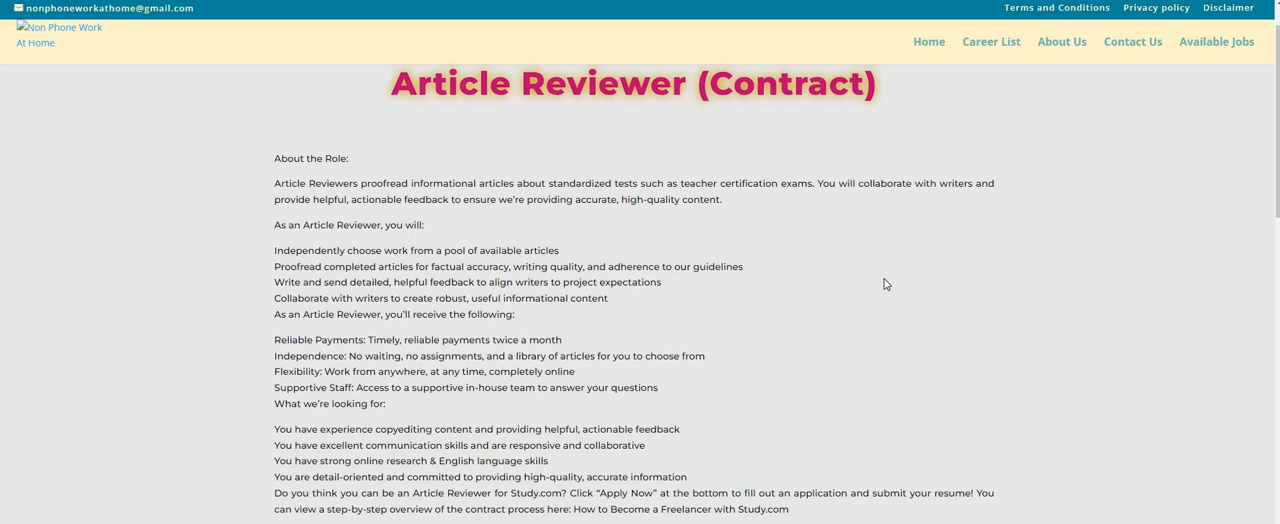 nonphoneworkathome@gmail.com
Terms and Conditions Privacy policy Disclaimer
Non Phone Work
At Home
Home Career List About Us Contact Us Available Jobs
Article Reviewer (Contract)
About the Role:
Article Reviewers proofread informational articles about standardized tests such as teacher certification exams. You will collaborate with writers and
provide helpful, actionable feedback to ensure we’re providing accurate, high-quality content.
As an Article Reviewer, you will:
Independently choose work from a pool of available articles
Proofread completed articles for factual accuracy, writing quality, and adherence to our guidelines
Write and send detailed, helpful feedback to align writers to project expectations
Collaborate with writers to create robust, useful informational content
As an Article Reviewer, you’ll receive the following:
Reliable Payments: Timely, reliable payments twice a month
Independence: No waiting, no assignments, and a library of articles for you to choose from
Flexibility: Work from anywhere, at any time, completely online
Supportive Staff: Access to a supportive in-house team to answer your questions
What we’re looking for:
You have experience copyediting content and providing helpful, actionable feedback
You have excellent communication skills and are responsive and collaborative
You have strong online research & English language skills
You are detail-oriented and committed to providing high-quality, accurate information
Do you think you can be an Article Reviewer for Study.com? Click “Apply Now” at the bottom to fill out an application and submit your resume! You
can view a step-by-step overview of the contract process here: How to Become a Freelancer with Study.com